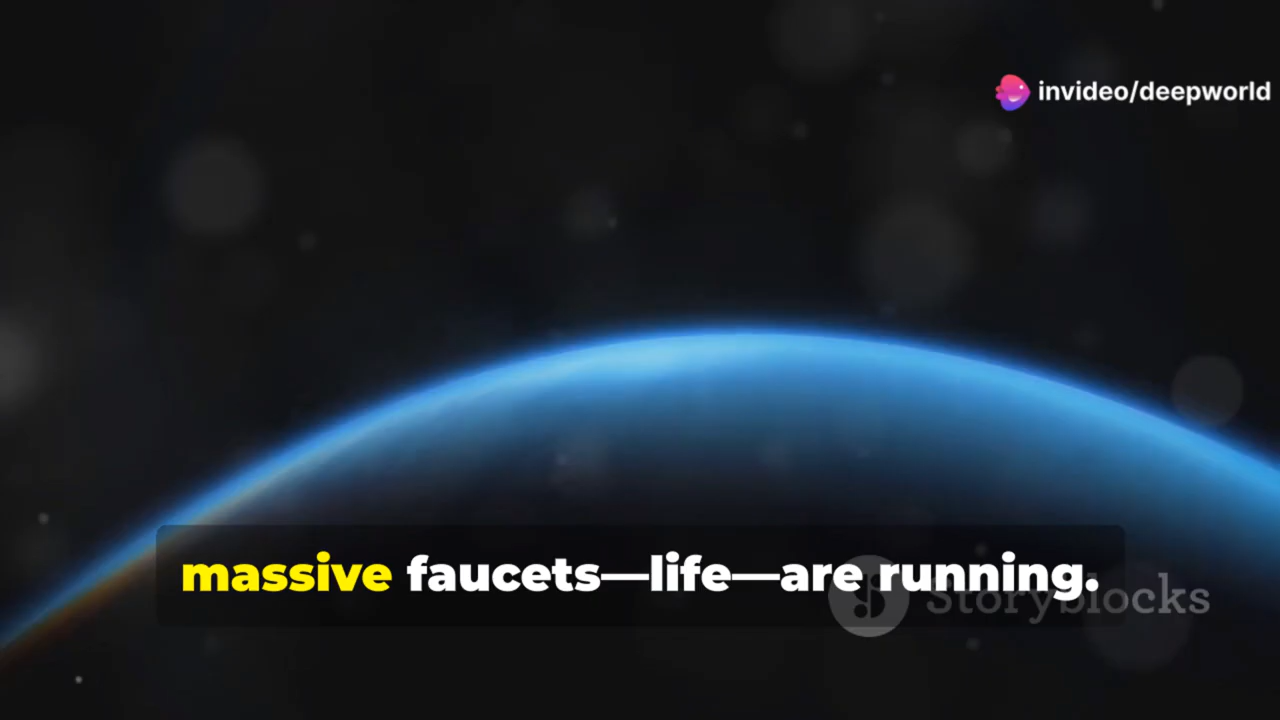 invideo/deepworld
massive faucets—life—are running.
Storyblocks